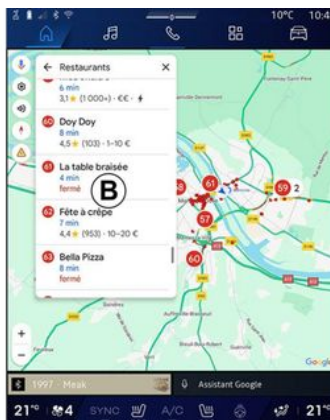 10°C 10:4
← Restaurants ×
6 min
3,1 ★ (1 000+) · €€ ·
60 Doy Doy
8 min
4,5 ★ (103) · 1–10 €
61 La table braisée
4 min
fermé
B
62 Fête à crêpe
7 min
4,4 ★ (953) · 10–20 €
63 Bella Pizza
8 min
fermé
61
59 2
57
60
+
−
Google
1997 · Meak
Assistant Google
21° 4 SYNC A/C 21°